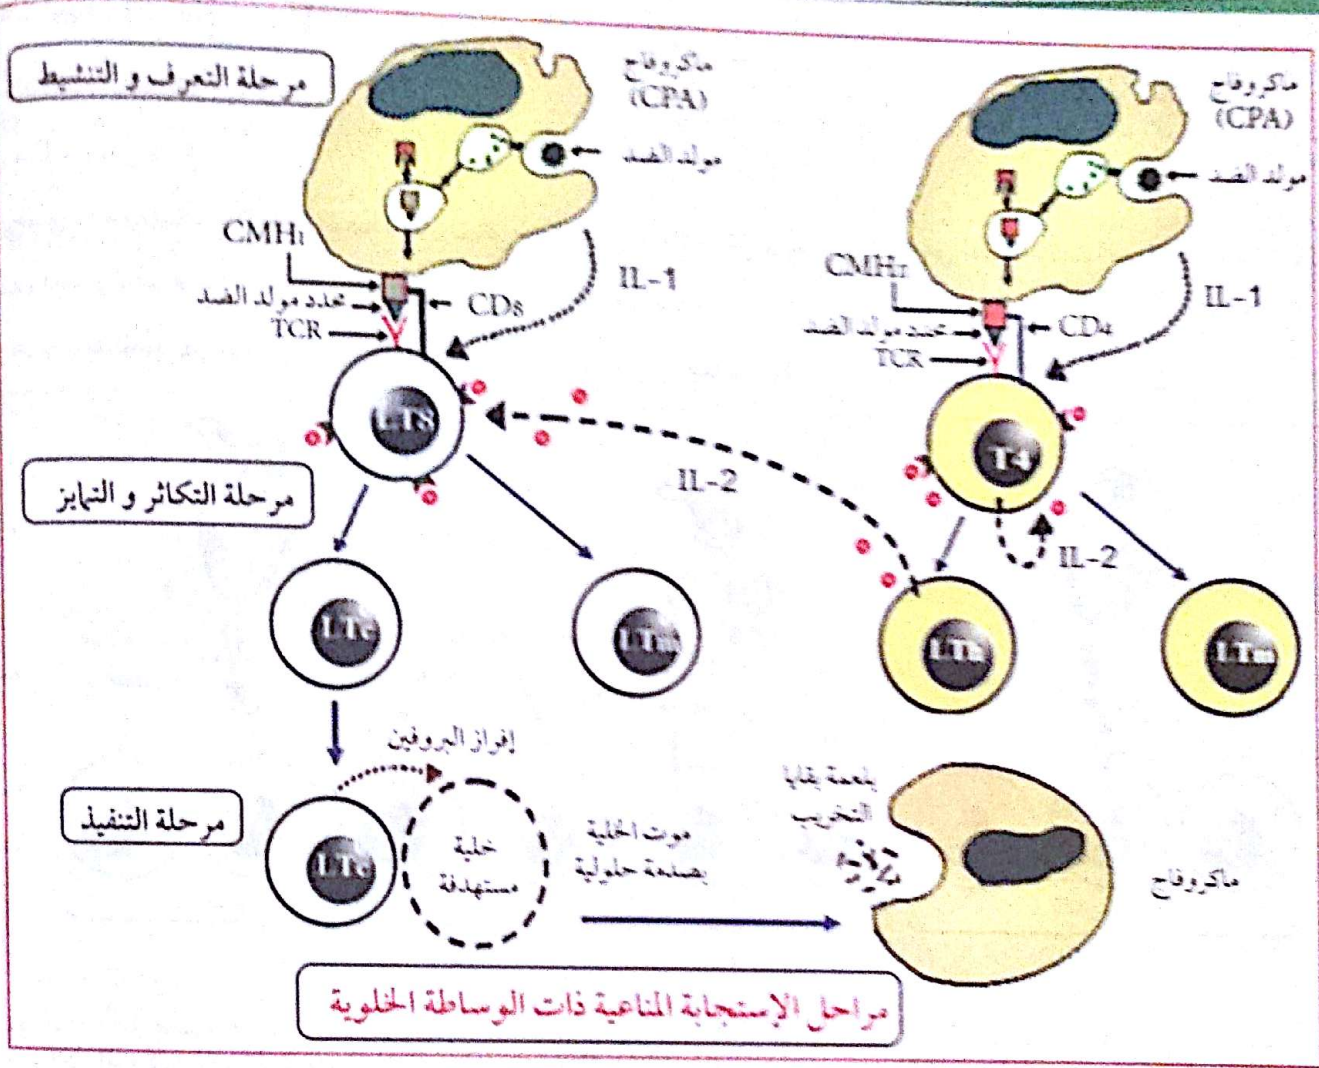 مرحلة التعرف و التنشيط
ماكروفاج
(CPA)
مولد الضد
CMHI
محدد مولد الضد
TCR
CD8
IL-1
LT8
ماكروفاج
(CPA)
مولد الضد
محدد مولد الضد
TCR
CD4
IL-1
T4
مرحلة التكاثر و التمايز
IL-2
IL-2
LTc
LTm
LTh
LTm
مرحلة التنفيذ
إفراز البروفين
LTc
خلية
مستهدفة
موت الخلية
بصدمة حلولية
بلعمة بقايا
التخريب
ماكروفاج
مراحل الإستجابة المناعية ذات الوساطة الخلوية